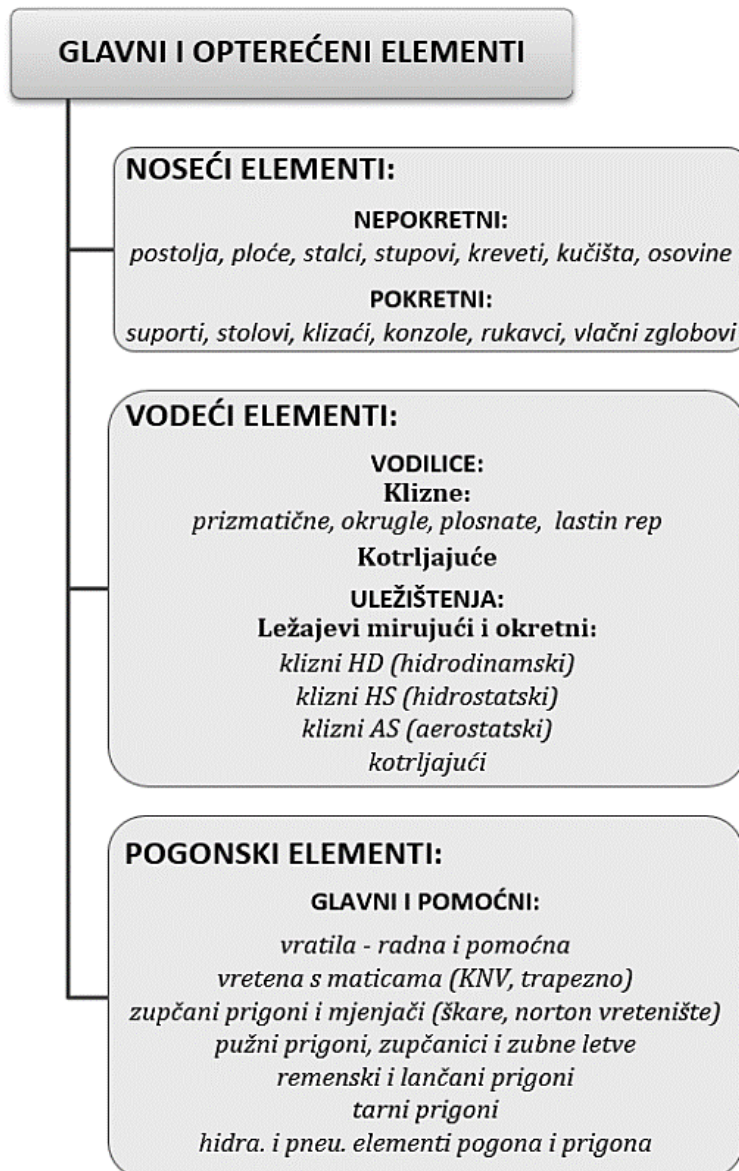 GLAVNI I OPTEREĆENI ELEMENTI
NOSEĆI ELEMENTI:
NEPOKRETNI:
postolja, ploće, stalci, stupovi, kreveti, kučišta, osovine
POKRETNI:
suporti, stolovi, klizaći, konzole, rukavci, vlačni zglobovi
VODEĆI ELEMENTI:
VODILICE:
Klizne:
prizmatične, okrugle, plosnate, lastin rep
Kotrljajuće
ULEŽIŠTENJA:
Ležajevi mirujući i okretni:
klizni HD (hidrodinamski)
klizni HS (hidrostatski)
klizni AS (aerostatski)
kotrljajući
POGONSKI ELEMENTI:
GLAVNI I POMOĆNI:
vratila - radna i pomoćna
vretena s maticama (KNV, trapezno)
zupčani prigoni i mjenjači (škare, norton vretenište)
pužni prigoni, zupčanici i zubne letve
remenski i lančani prigoni
tarni prigoni
hidra. i pneu. elementi pogona i prigona